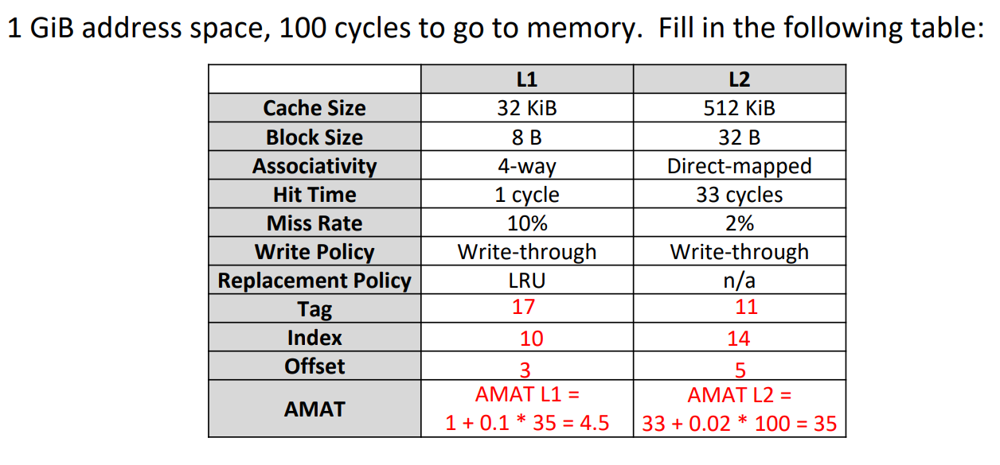 1 GiB address space, 100 cycles to go to memory.  Fill in the following table:
L1 L2
Cache Size 32 KiB 512 KiB
Block Size 8 B 32 B
Associativity 4-way Direct-mapped
Hit Time 1 cycle 33 cycles
Miss Rate 10% 2%
Write Policy Write-through Write-through
Replacement Policy LRU n/a
Tag 17 11
Index 10 14
Offset 3 5
AMAT AMAT L1 = AMAT L2 =
1 + 0.1 * 35 = 4.5 33 + 0.02 * 100 = 35